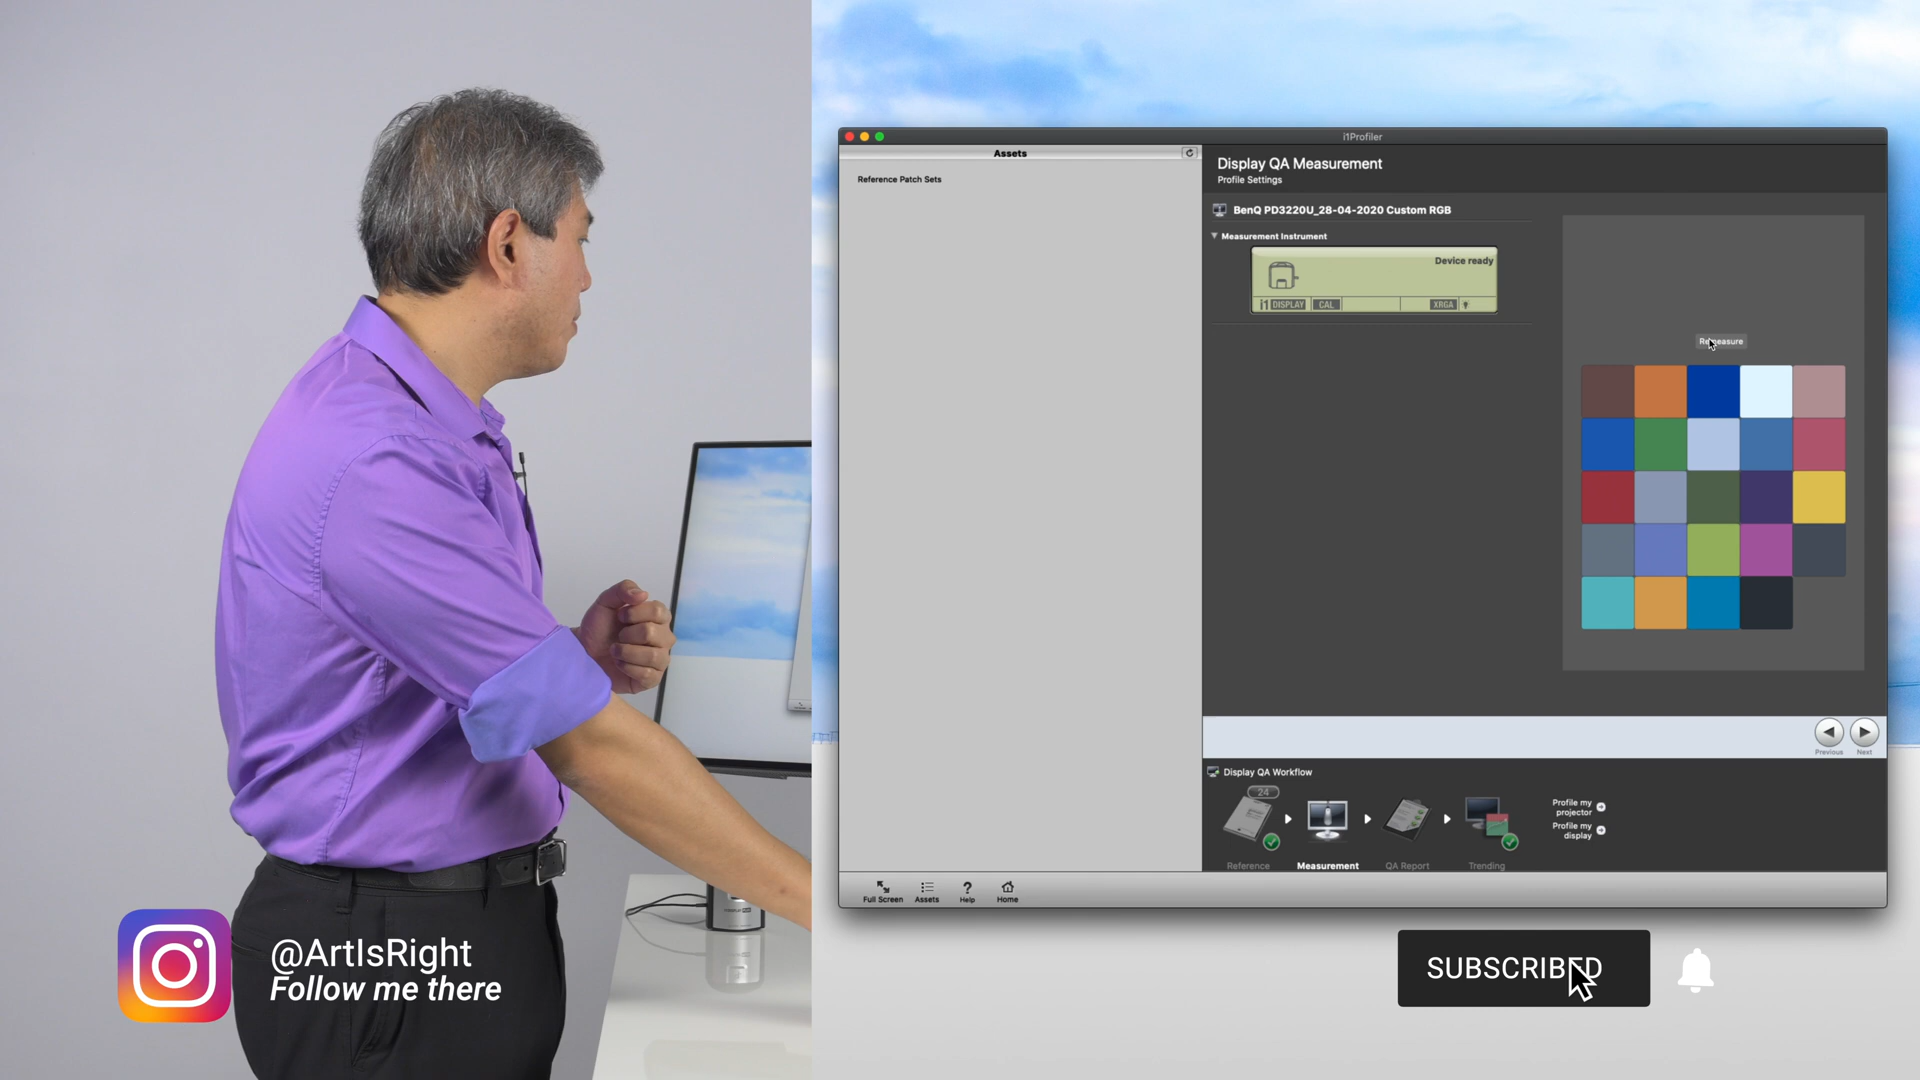 i1Profiler
Assets
Reference Patch Sets
Display QA Measurement
Profile Settings
BenQ PD3220U_28-04-2020 Custom RGB
Measurement Instrument
Device ready
i1 DISPLAY CAL XRGA
Previous
Next
Display QA Workflow
24
Reference
Measurement
QA Report
Trending
Profile my
projector
Profile my
display
Full Screen
Assets
Help
Home
@ArtIsRight
Follow me there
SUBSCRIBED